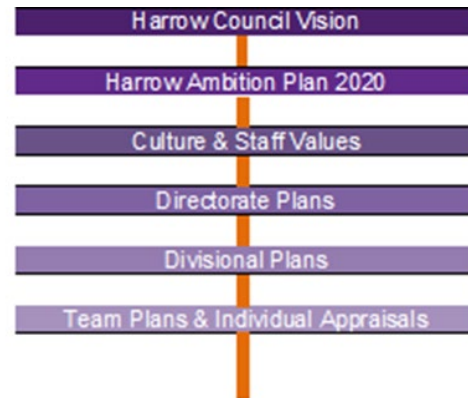 Harrow Council Vision
Harrow Ambition Plan 2020
Culture & Staff Values
Directorate Plans
Divisional Plans
Team Plans & Individual Appraisals